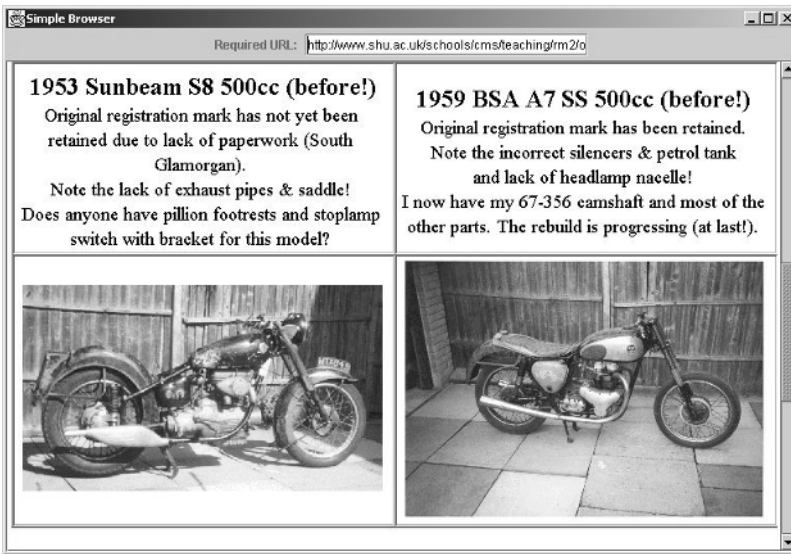 Simple Browser
Required URL: http://www.shu.ac.uk/schools/cms/teaching/rm2/o
1953 Sunbeam S8 500cc (before!)
Original registration mark has not yet been
retained due to lack of paperwork (South
Glamorgan).
Note the lack of exhaust pipes & saddle!
Does anyone have pillion footrests and stoplamp
switch with bracket for this model?
1959 BSA A7 SS 500cc (before!)
Original registration mark has been retained.
Note the incorrect silencers & petrol tank
and lack of headlamp nacelle!
I now have my 67-356 camshaft and most of the
other parts. The rebuild is progressing (at last!).